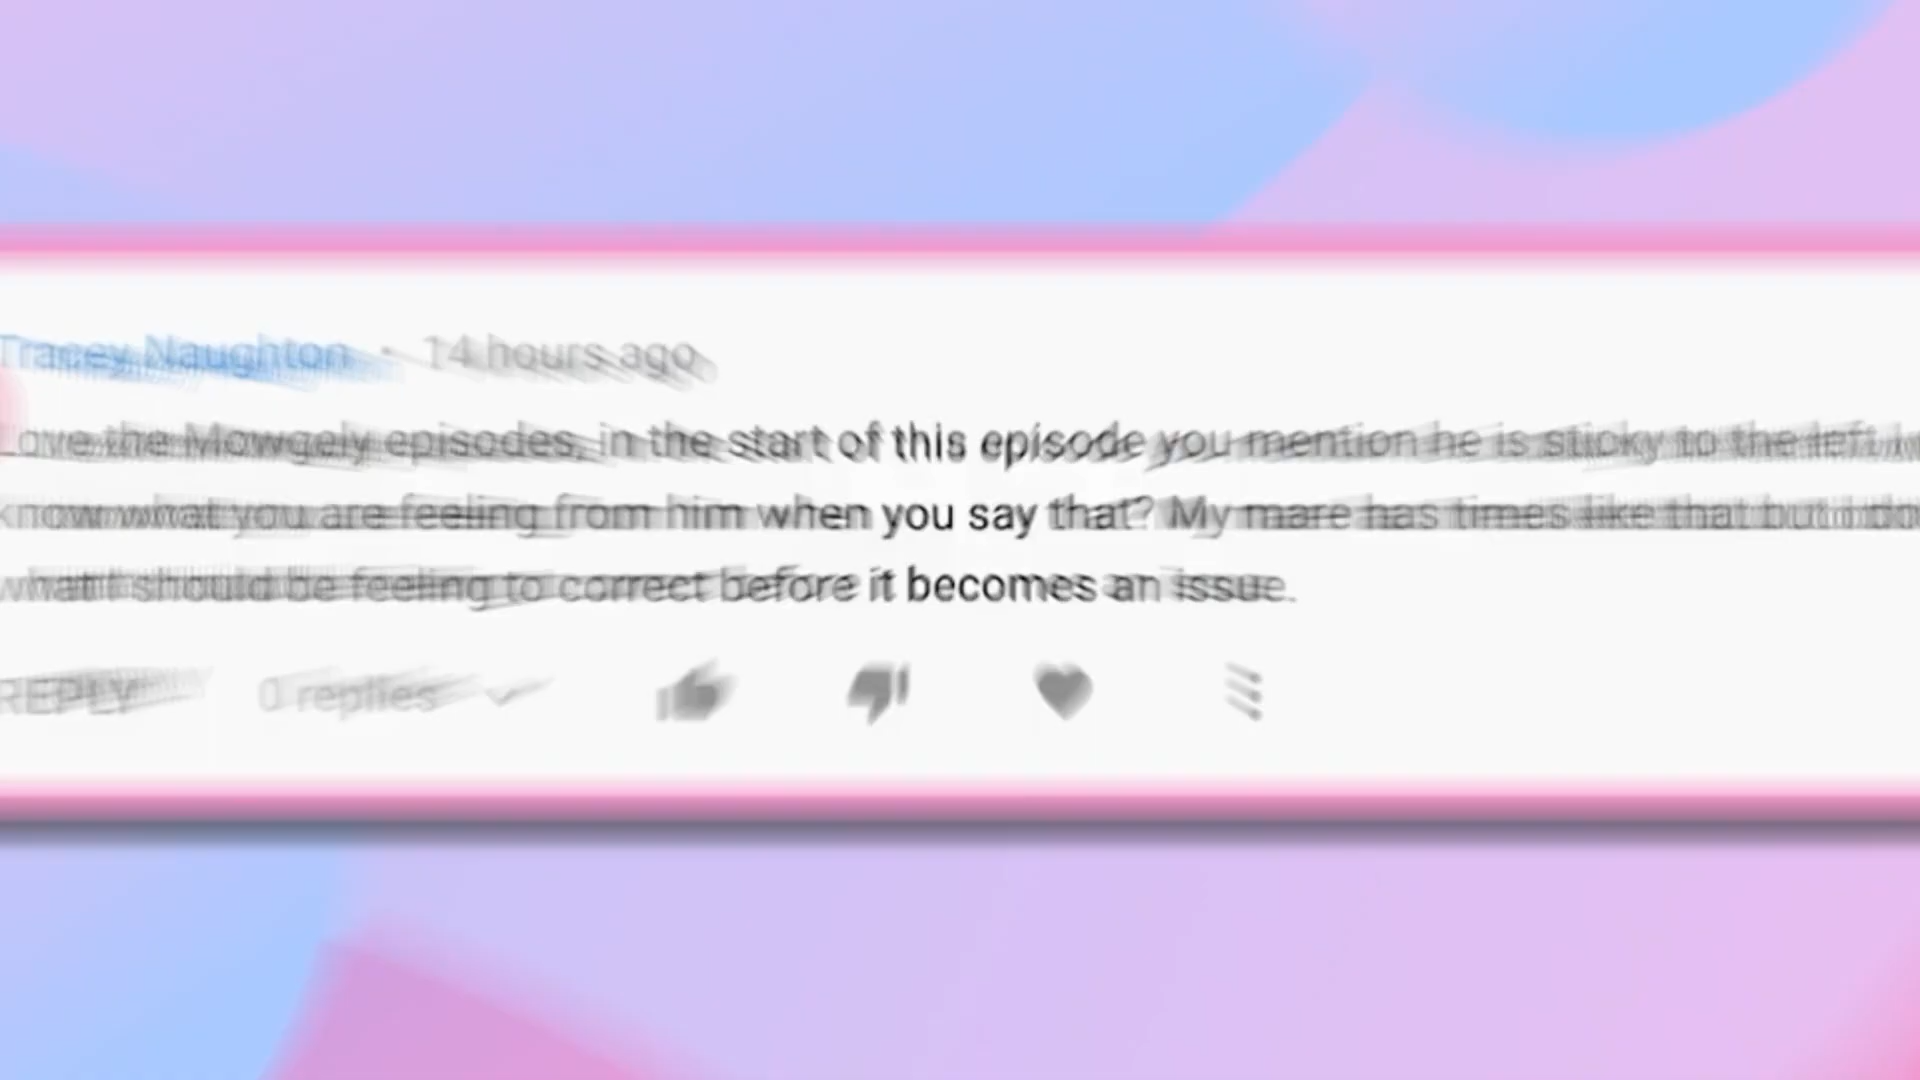 Tracey Naughton • 14 hours ago
Love the Mowgely episodes, in the start of this episode you mention he is sticky to the left
know what you are feeling from him when you say that? My mare has times like that but
what I should be feeling to correct before it becomes an issue.
REPLY 0 replies